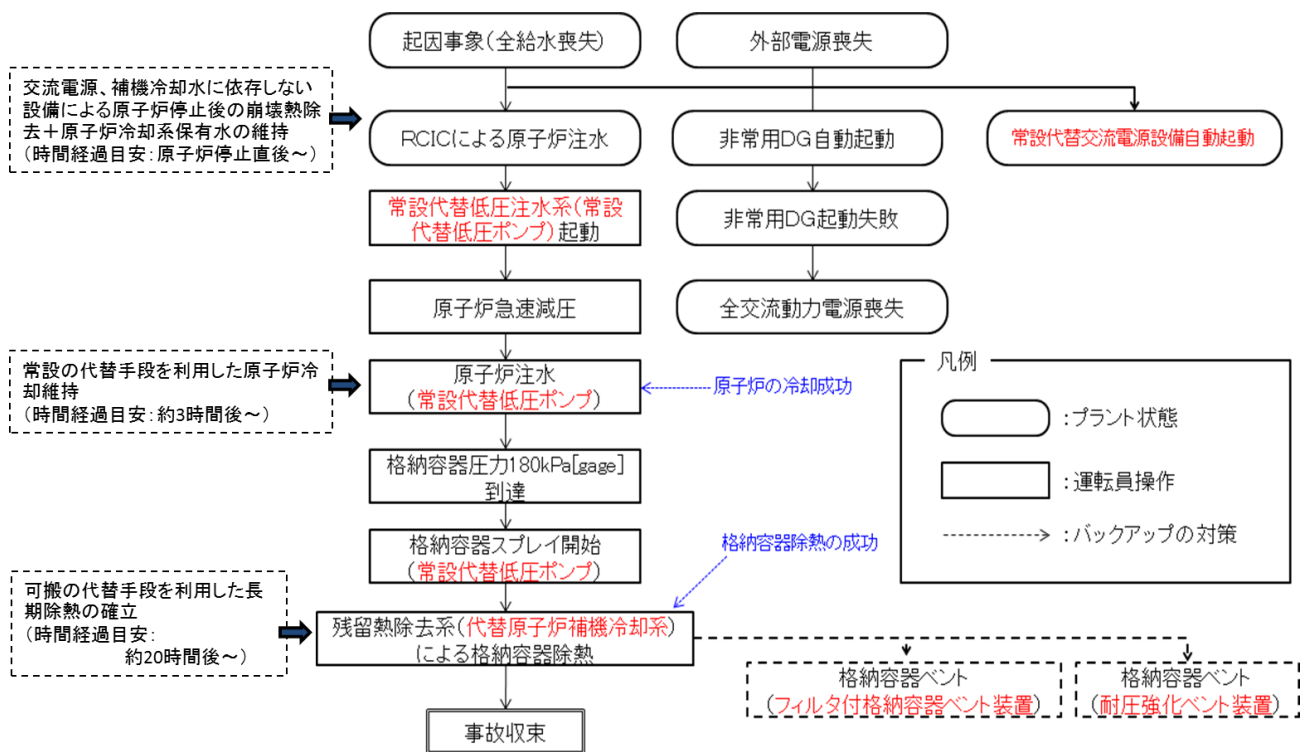 起因事象(全給水喪失)
外部電源喪失
交流電源、補機冷却水に依存しない
設備による原子炉停止後の崩壊熱除
去＋原子炉冷却系保有水の維持
（時間経過目安：原子炉停止直後～）
RCICによる原子炉注水
非常用DG自動起動
常設代替交流電源設備自動起動
常設代替低圧注水系(常設
代替低圧ポンプ)起動
非常用DG起動失敗
原子炉急速減圧
全交流動力電源喪失
常設の代替手段を利用した原子炉冷
却維持
（時間経過目安：約3時間後～）
原子炉注水
(常設代替低圧ポンプ)
原子炉の冷却成功
格納容器圧力180kPa[gage]
到達
格納容器スプレイ開始
(常設代替低圧ポンプ)
格納容器除熱の成功
可搬の代替手段を利用した長
期除熱の確立
（時間経過目安：
約20時間後～）
残留熱除去系(代替原子炉補機冷却系)
による格納容器除熱
格納容器ベント
(フィルタ付格納容器ベント装置)
格納容器ベント
(耐圧強化ベント装置)
事故収束
凡例
：プラント状態
：運転員操作
：バックアップの対策